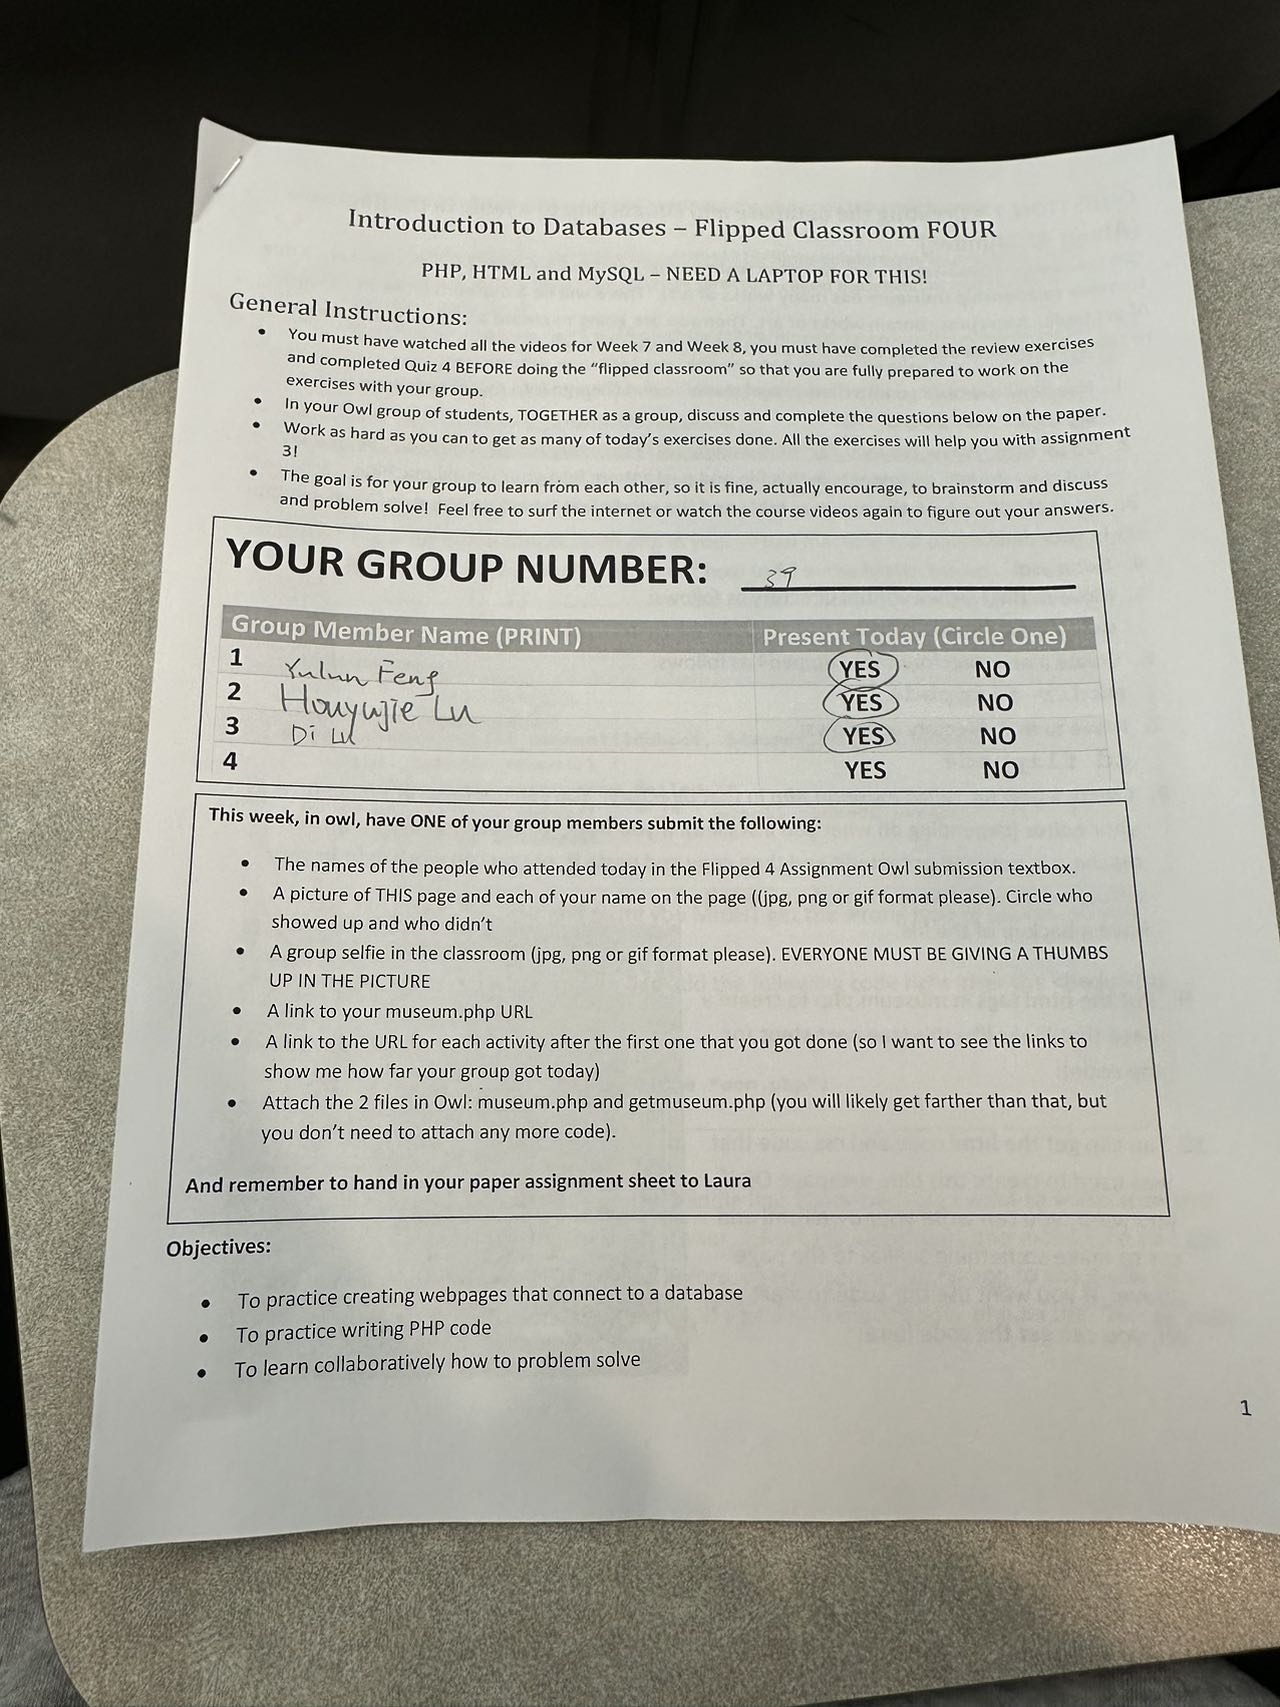 Introduction to Databases – Flipped Classroom FOUR
PHP, HTML and MySQL – NEED A LAPTOP FOR THIS!
General Instructions:
• You must have watched all the videos for Week 7 and Week 8, you must have completed the review exercises
and completed Quiz 4 BEFORE doing the “flipped classroom” so that you are fully prepared to work on the
exercises with your group.
• In your Owl group of students, TOGETHER as a group, discuss and complete the questions below on the paper.
• Work as hard as you can to get as many of today’s exercises done. All the exercises will help you with assignment
3!
• The goal is for your group to learn from each other, so it is fine, actually encourage, to brainstorm and discuss
and problem solve! Feel free to surf the internet or watch the course videos again to figure out your answers.
YOUR GROUP NUMBER: 39
Group Member Name (PRINT) Present Today (Circle One)
1 Yulun Feng YES NO
2 Houyujie Lu YES NO
3 Di Lu YES NO
4 YES NO
This week, in owl, have ONE of your group members submit the following:
• The names of the people who attended today in the Flipped 4 Assignment Owl submission textbox.
• A picture of THIS page and each of your name on the page ((jpg, png or gif format please). Circle who
showed up and who didn’t
• A group selfie in the classroom (jpg, png or gif format please). EVERYONE MUST BE GIVING A THUMBS
UP IN THE PICTURE
• A link to your museum.php URL
• A link to the URL for each activity after the first one that you got done (so I want to see the links to
show me how far your group got today)
• Attach the 2 files in Owl: museum.php and getmuseum.php (you will likely get farther than that, but
you don’t need to attach any more code).
And remember to hand in your paper assignment sheet to Laura
Objectives:
• To practice creating webpages that connect to a database
• To practice writing PHP code
• To learn collaboratively how to problem solve
1